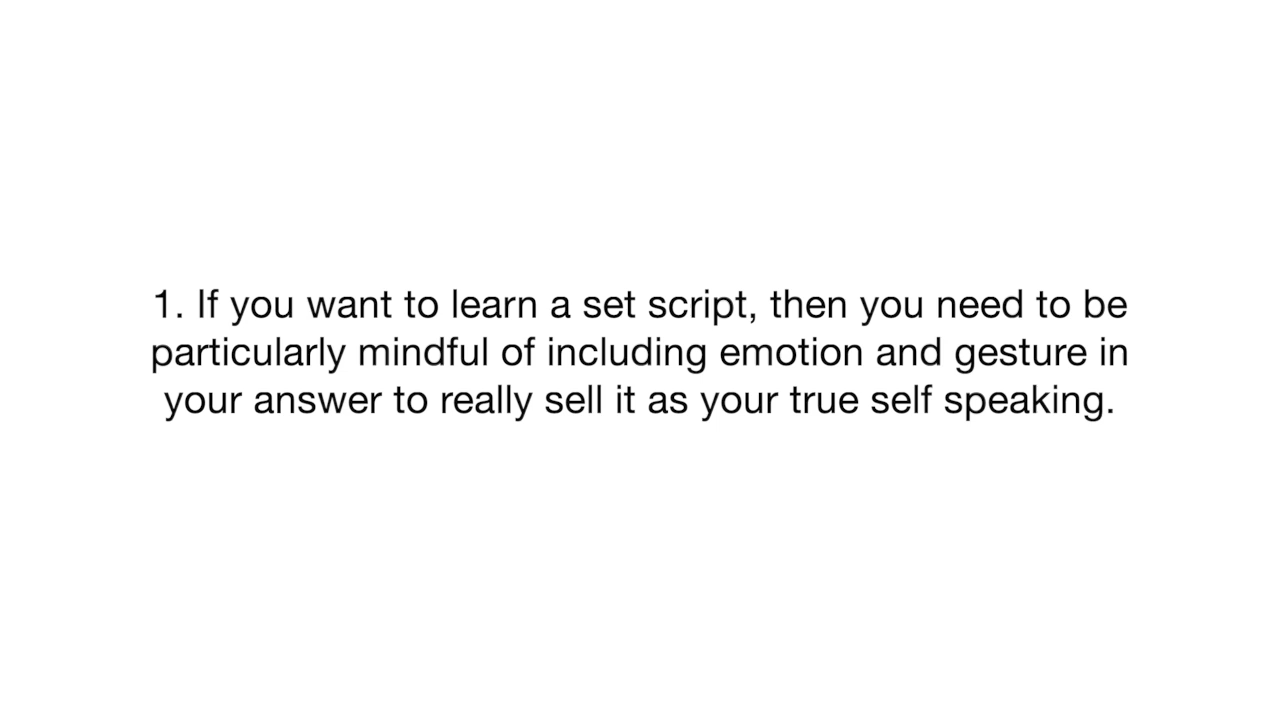 1. If you want to learn a set script, then you need to be
particularly mindful of including emotion and gesture in
your answer to really sell it as your true self speaking.